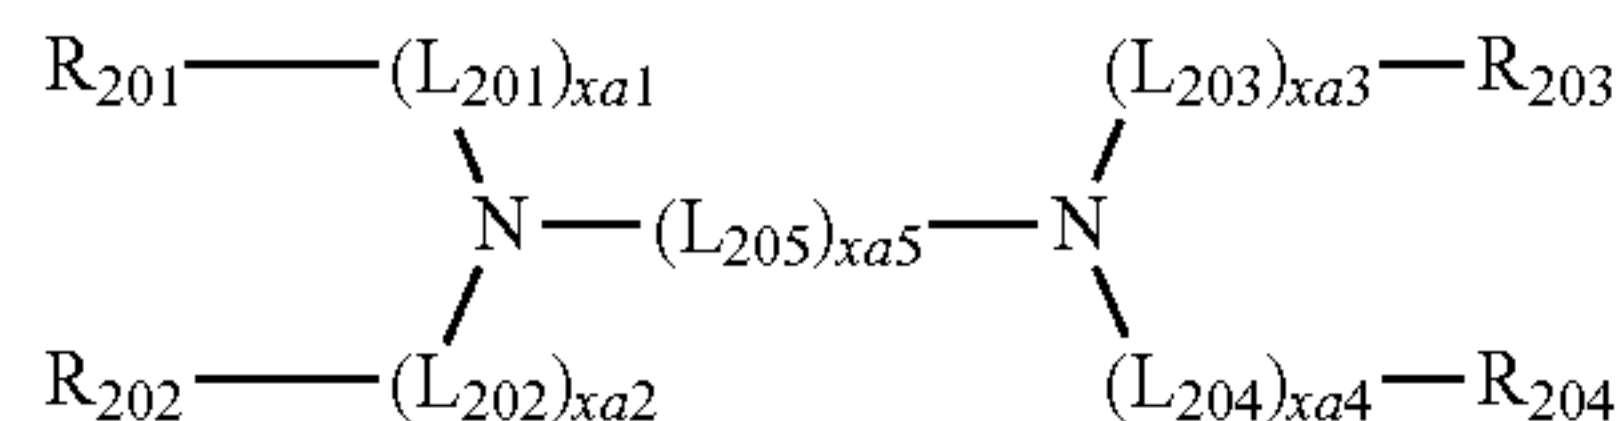 R201 (L201)xa1 (L203)xa3 R203
N (L205)xa5 N
R202 (L202)xa2 (L204)xa4 R204